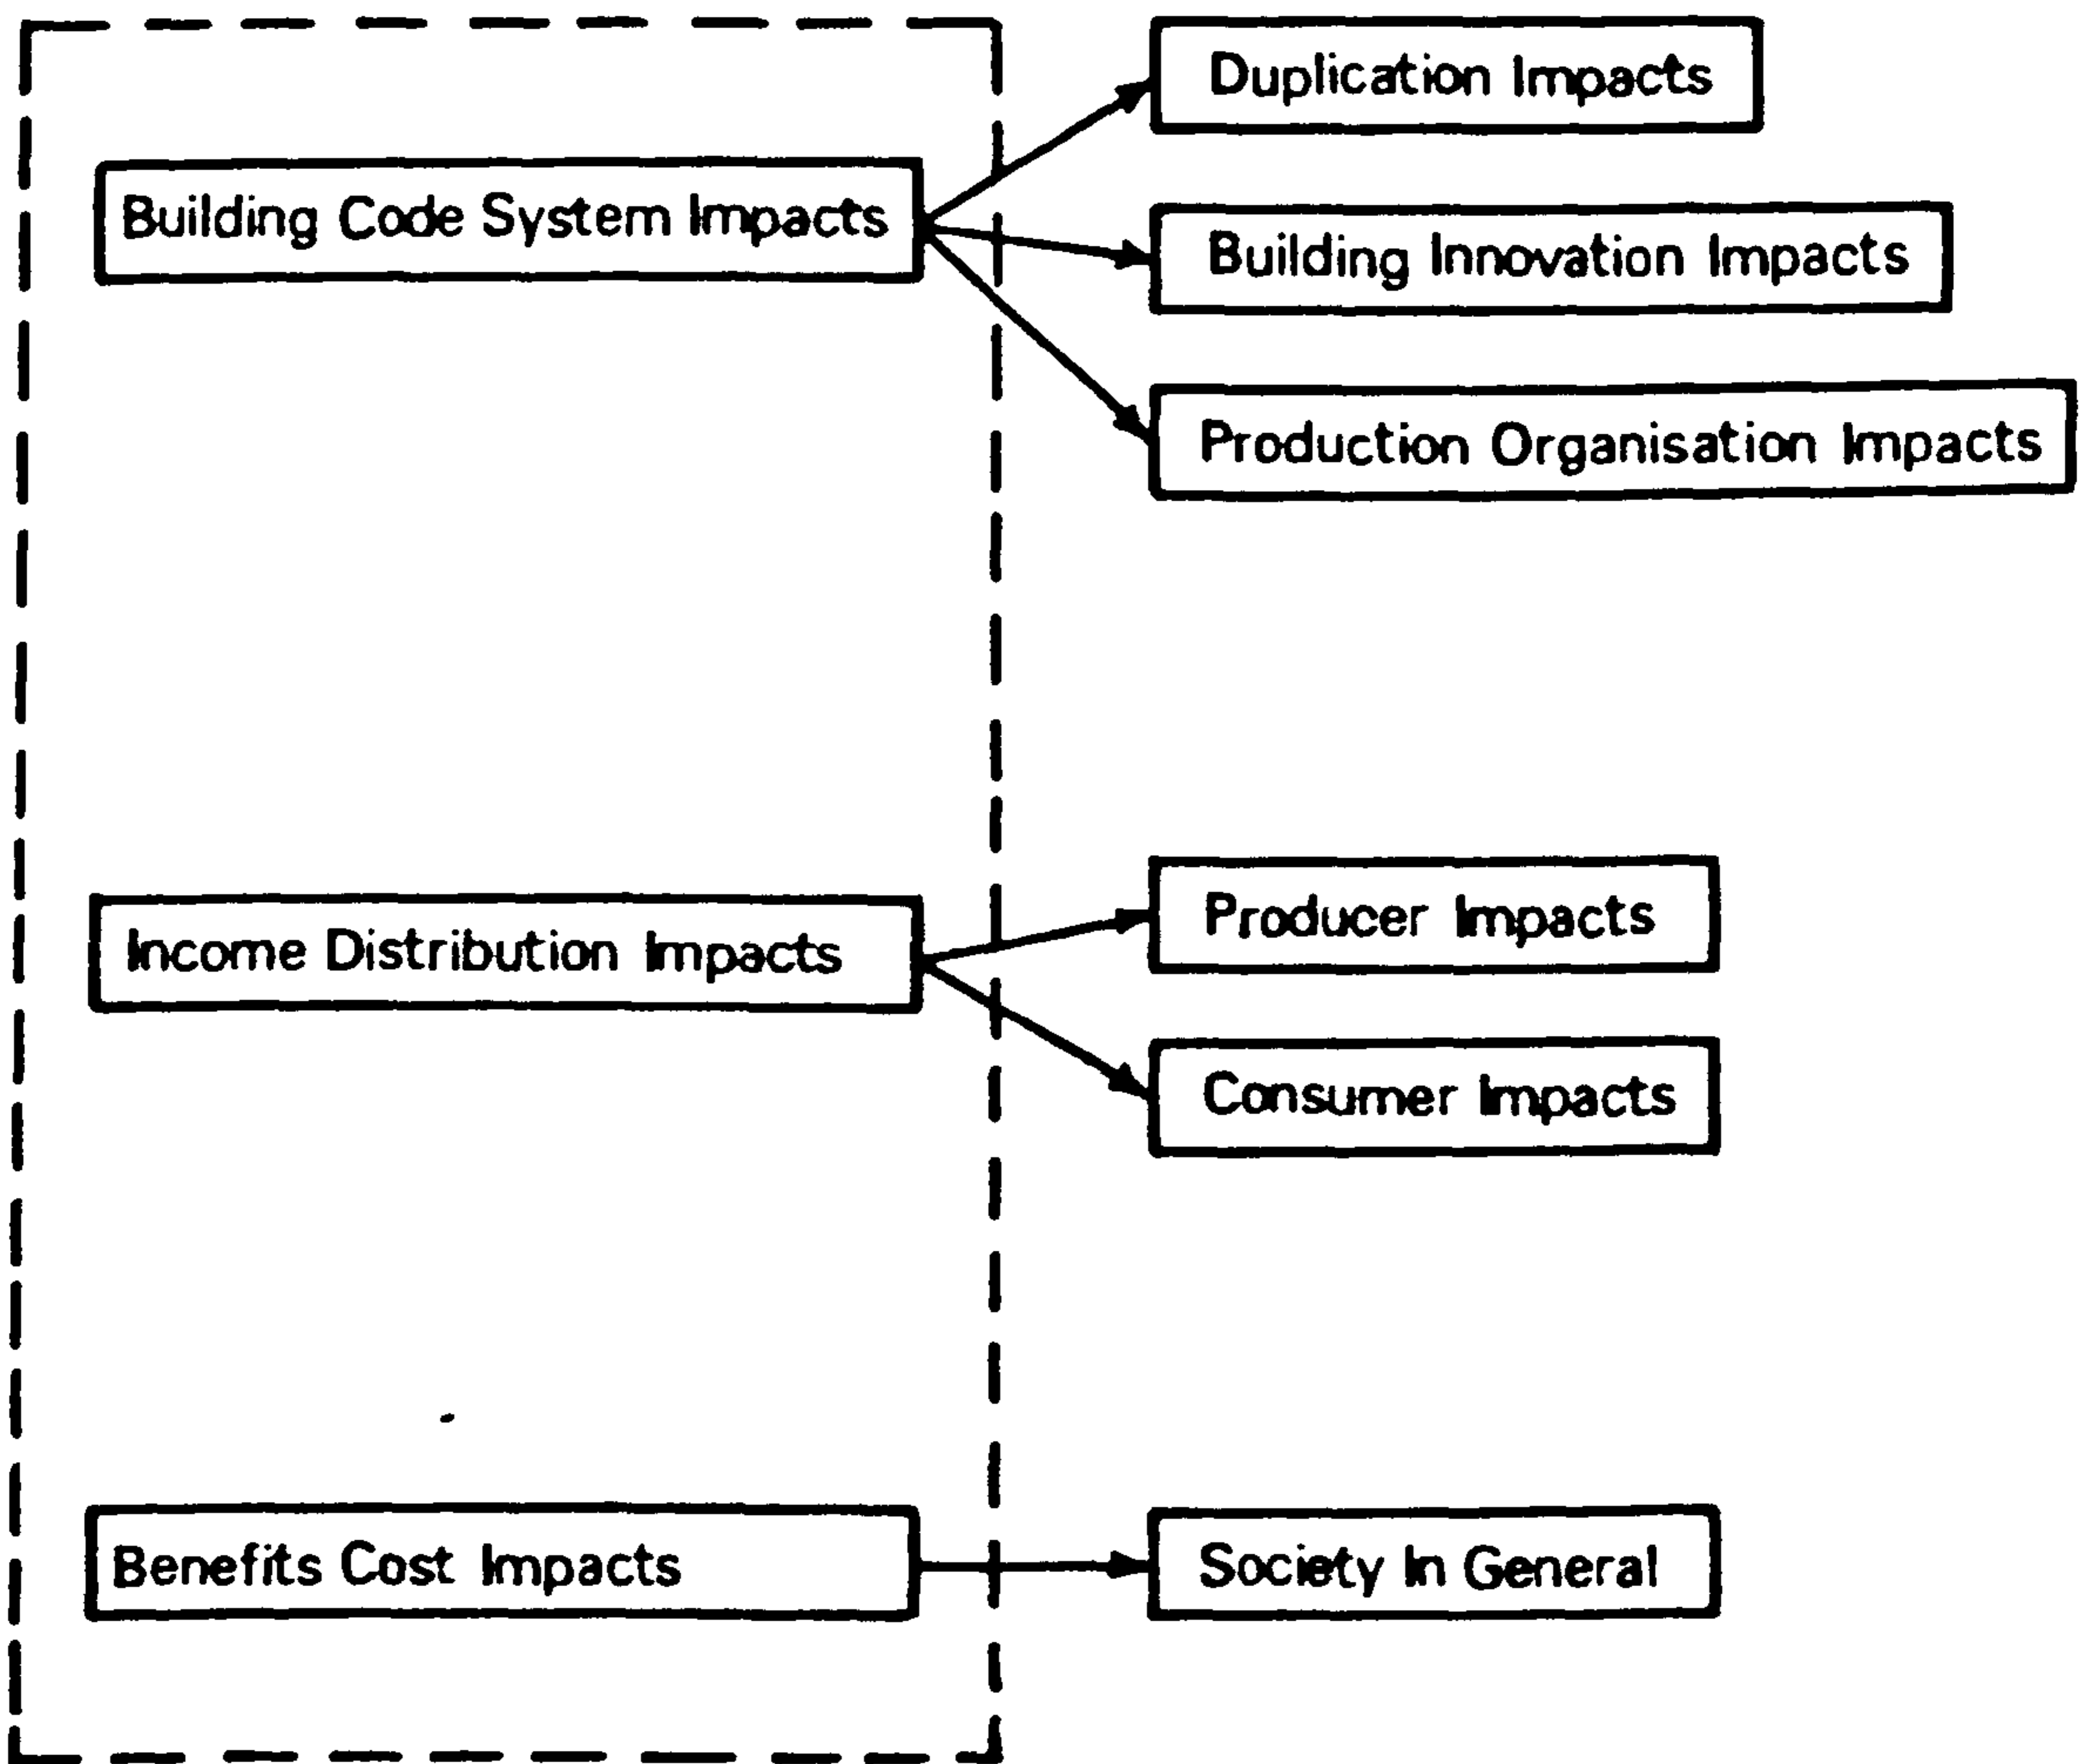 Duplication Impacts
Building Code System Impacts
Building Innovation Impacts
Production Organisation Impacts
Producer Impacts
Income Distribution Impacts
Consumer Impacts
Benefits Cost Impacts
Society In General